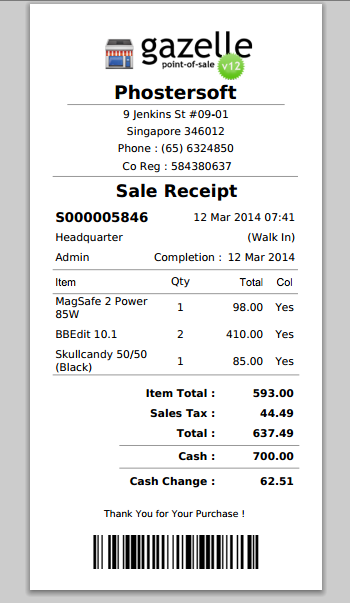 gazelle
point-of-sale
v12
Phostersoft
9 Jenkins St #09-01
Singapore 346012
Phone : (65) 6324850
Co Reg : 584380637
Sale Receipt
S000005846 12 Mar 2014 07:41
Headquarter (Walk In)
Admin Completion : 12 Mar 2014
Item Qty Total Col
MagSafe 2 Power
85W 1 98.00 Yes
BBEdit 10.1 2 410.00 Yes
Skullcandy 50/50
(Black) 1 85.00 Yes
Item Total : 593.00
Sales Tax : 44.49
Total : 637.49
Cash : 700.00
Cash Change : 62.51
Thank You for Your Purchase !